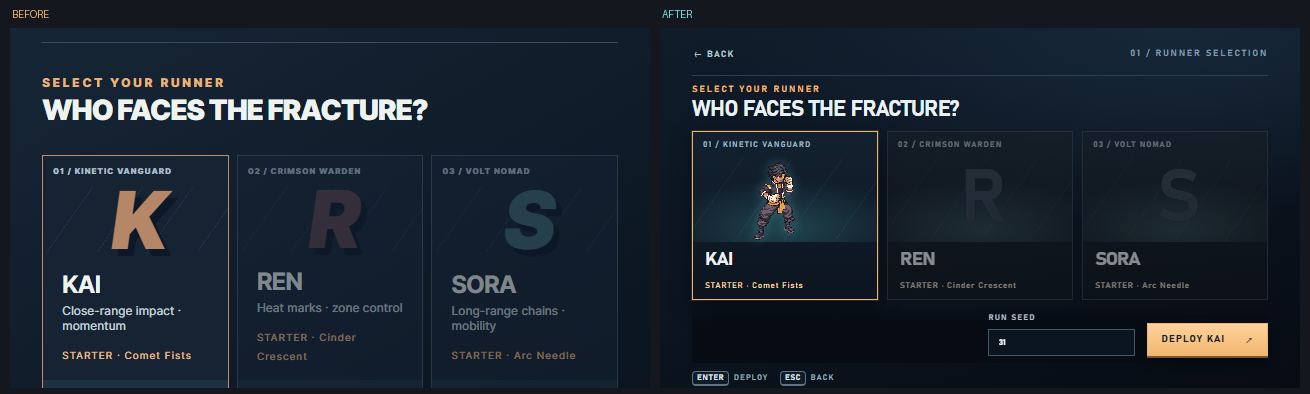 BEFORE
SELECT YOUR RUNNER
WHO FACES THE FRACTURE?
01 / KINETIC VANGUARD
K
KAI
Close-range impact ·
momentum
STARTER · Comet Fists
02 / CRIMSON WARDEN
R
REN
Heat marks · zone control
STARTER · Cinder
Crescent
03 / VOLT NOMAD
S
SORA
Long-range chains ·
mobility
STARTER · Arc Needle
AFTER
← BACK
01 / RUNNER SELECTION
SELECT YOUR RUNNER
WHO FACES THE FRACTURE?
01 / KINETIC VANGUARD
KAI
STARTER · Comet Fists
02 / CRIMSON WARDEN
R
REN
STARTER · Cinder Crescent
03 / VOLT NOMAD
S
SORA
STARTER · Arc Needle
RUN SEED
31
DEPLOY KAI ↗
ENTER DEPLOY ESC BACK